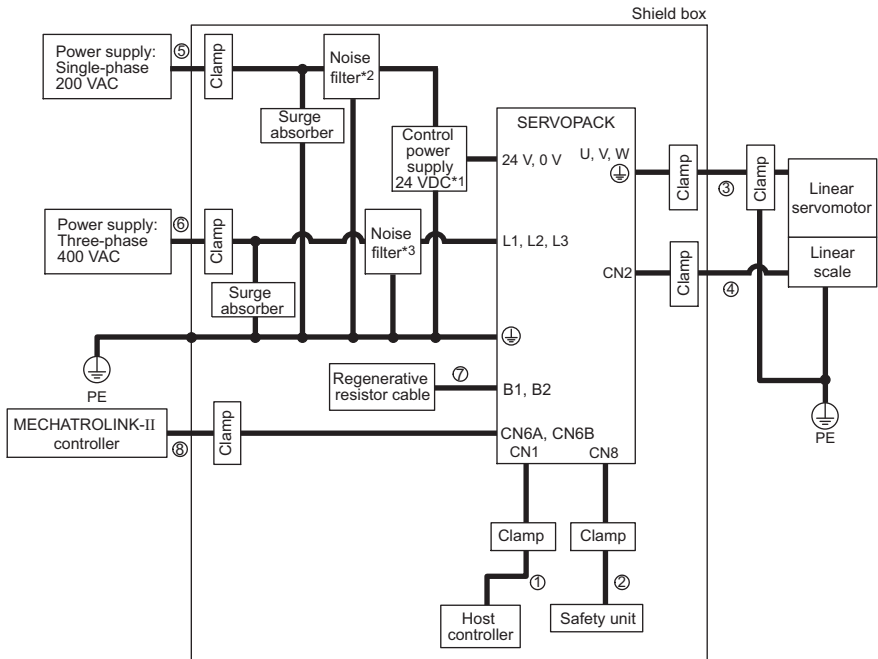 Shield box
Power supply:
Single-phase
200 VAC
⑤
Clamp
Noise
filter*2
Surge
absorber
Control
power
supply
24 VDC*1
SERVOPACK
24 V, 0 V
U, V, W
Clamp
③
Clamp
Linear
servomotor
Power supply:
Three-phase
400 VAC
⑥
Clamp
Noise
filter*3
L1, L2, L3
Surge
absorber
CN2
Clamp
④
Linear
scale
PE
PE
Regenerative
resistor cable
⑦
B1, B2
MECHATROLINK-II
controller
⑧
Clamp
CN6A, CN6B
CN1
CN8
Clamp
Clamp
①
②
Host
controller
Safety unit